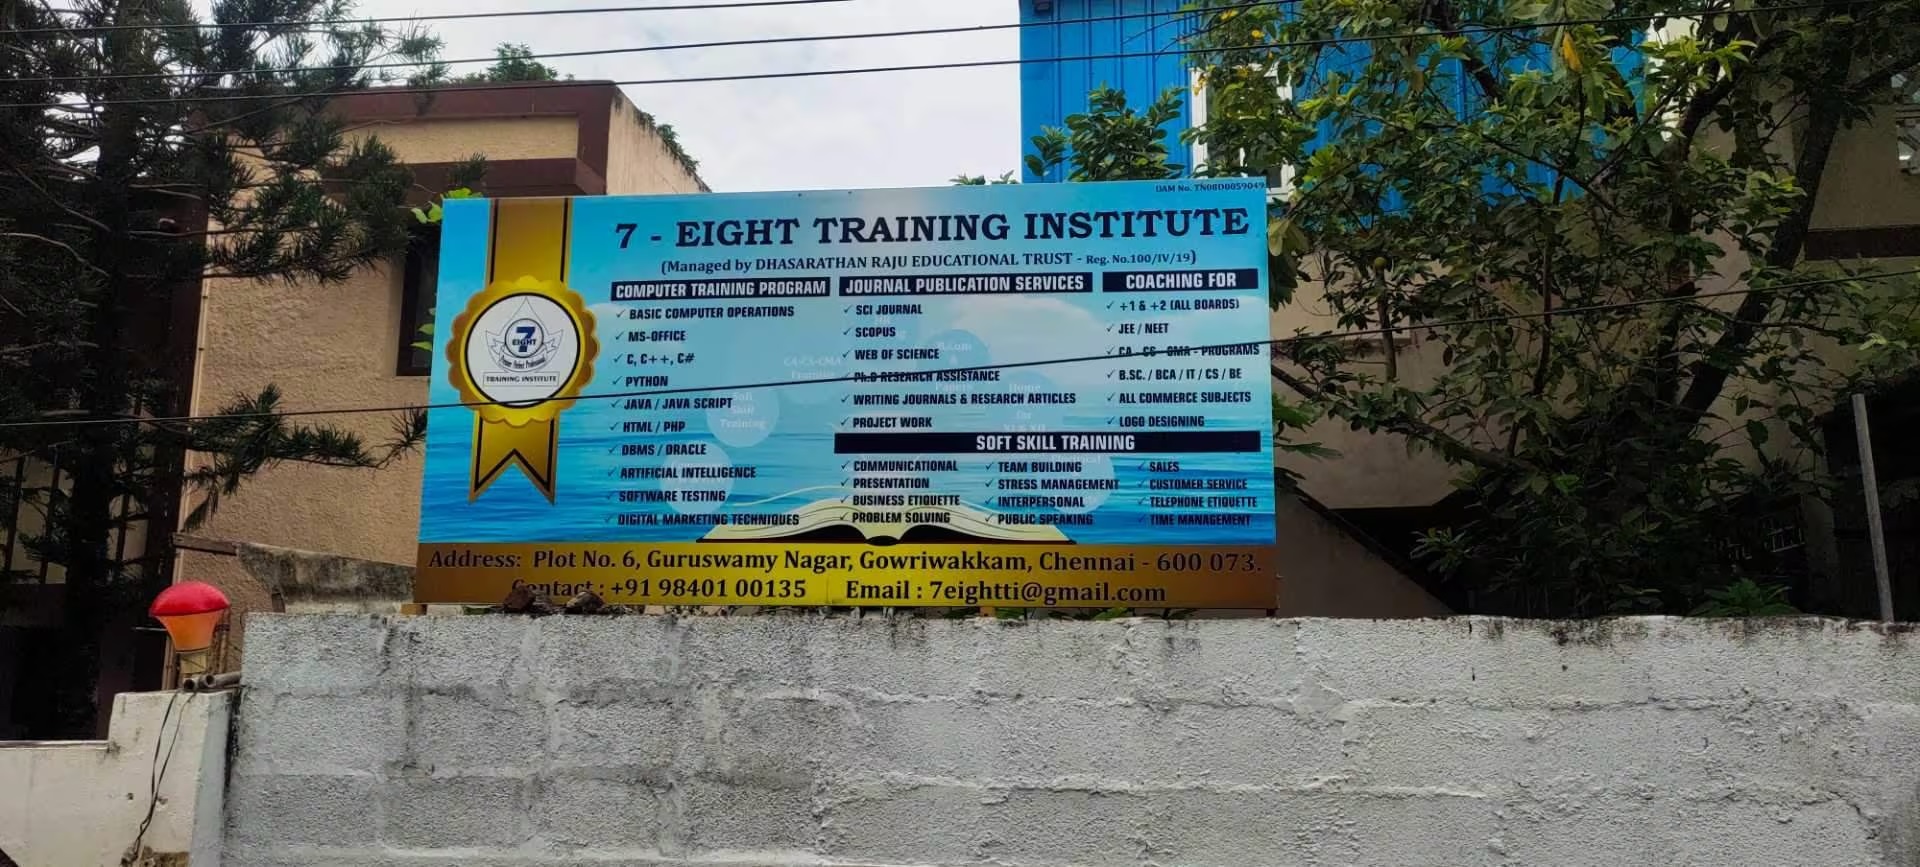 UAM No. TN08D0059049
7 - EIGHT TRAINING INSTITUTE
(Managed by DHASARATHAN RAJU EDUCATIONAL TRUST - Reg. No.100/IV/19)
7
EIGHT
TRAINING INSTITUTE
COMPUTER TRAINING PROGRAM
BASIC COMPUTER OPERATIONS
MS-OFFICE
C, C++, C#
PYTHON
JAVA / JAVA SCRIPT
HTML / PHP
DBMS / ORACLE
ARTIFICIAL INTELLIGENCE
SOFTWARE TESTING
DIGITAL MARKETING TECHNIQUES
JOURNAL PUBLICATION SERVICES
SCI JOURNAL
SCOPUS
WEB OF SCIENCE
Ph.D RESEARCH ASSISTANCE
WRITING JOURNALS & RESEARCH ARTICLES
PROJECT WORK
COACHING FOR
+1 & +2 (ALL BOARDS)
JEE / NEET
CA - CS - CMA - PROGRAMS
B.SC. / BCA / IT / CS / BE
ALL COMMERCE SUBJECTS
LOGO DESIGNING
SOFT SKILL TRAINING
COMMUNICATIONAL
PRESENTATION
BUSINESS ETIQUETTE
PROBLEM SOLVING
TEAM BUILDING
STRESS MANAGEMENT
INTERPERSONAL
PUBLIC SPEAKING
SALES
CUSTOMER SERVICE
TELEPHONE ETIQUETTE
TIME MANAGEMENT
Soft
Skill
Training
Address: Plot No. 6, Guruswamy Nagar, Gowriwakkam, Chennai - 600 073.
Contact : +91 98401 00135 Email : 7eightti@gmail.com